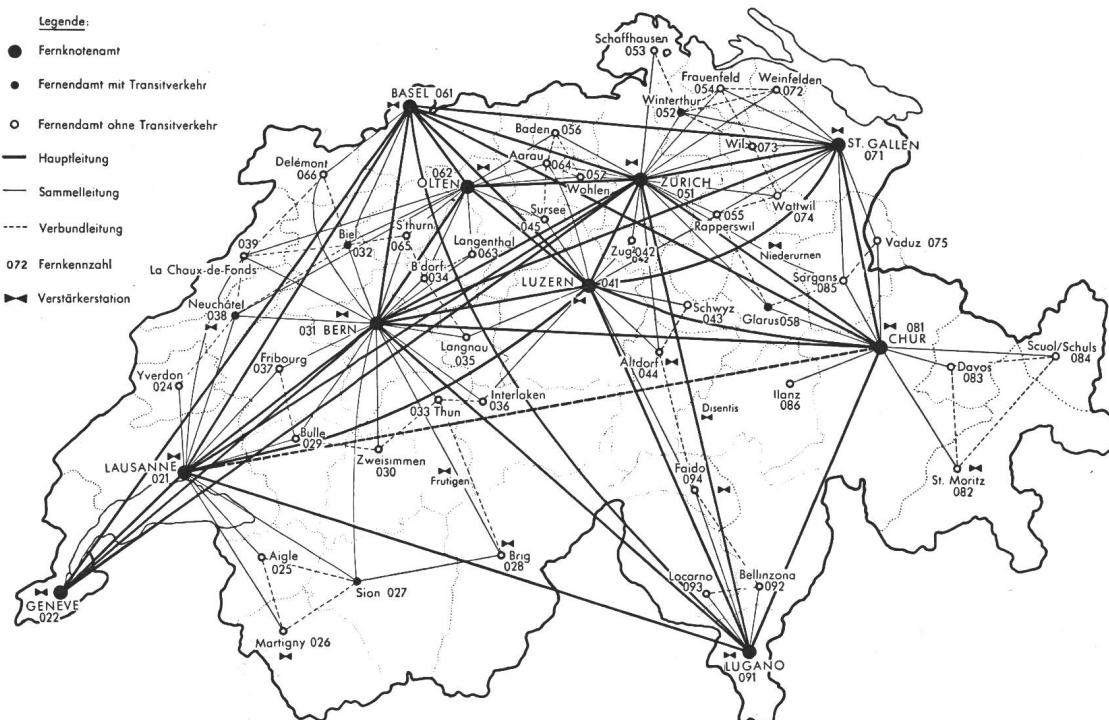 Legende:
Fernknotenamt
Fernendamt mit Transitverkehr
Fernendamt ohne Transitverkehr
Hauptleitung
Sammelleitung
Verbundleitung
072 Fernkennzahl
Verstärkerstation
Schaffhausen
053
Frauenfeld
054
Weinfelden
072
Winterthur
052
BASEL 061
Baden 056
Aarau
064
057
Wohlen
Wil
073
ST. GALLEN
071
Delémont
066
062
OLTEN
ZÜRICH
051
Wattwil
074
055
Rapperswil
Sursee
045
S'thurn
065
Biel
032
Langenthal
063
Zug 042
042
Niederurnen
Vaduz 075
039
La Chaux-de-Fonds
B'dorf
034
LUZERN 041
Sargans
085
Neuchâtel
038
Schwyz
043
Glarus 058
031 BERN
081
CHUR
Langnau
035
Altdorf
044
Scuol/Schuls
084
Fribourg
037
Davos
083
Yverdon
024
Ilanz
086
Interlaken
036
033 Thun
Disentis
Bulle
029
Zweisimmen
030
LAUSANNE
021
Frutigen
Faido
094
St. Moritz
082
Aigle
025
Brig
028
Sion 027
Locarno
093
Bellinzona
092
GENEVE
022
Martigny 026
LUGANO
091